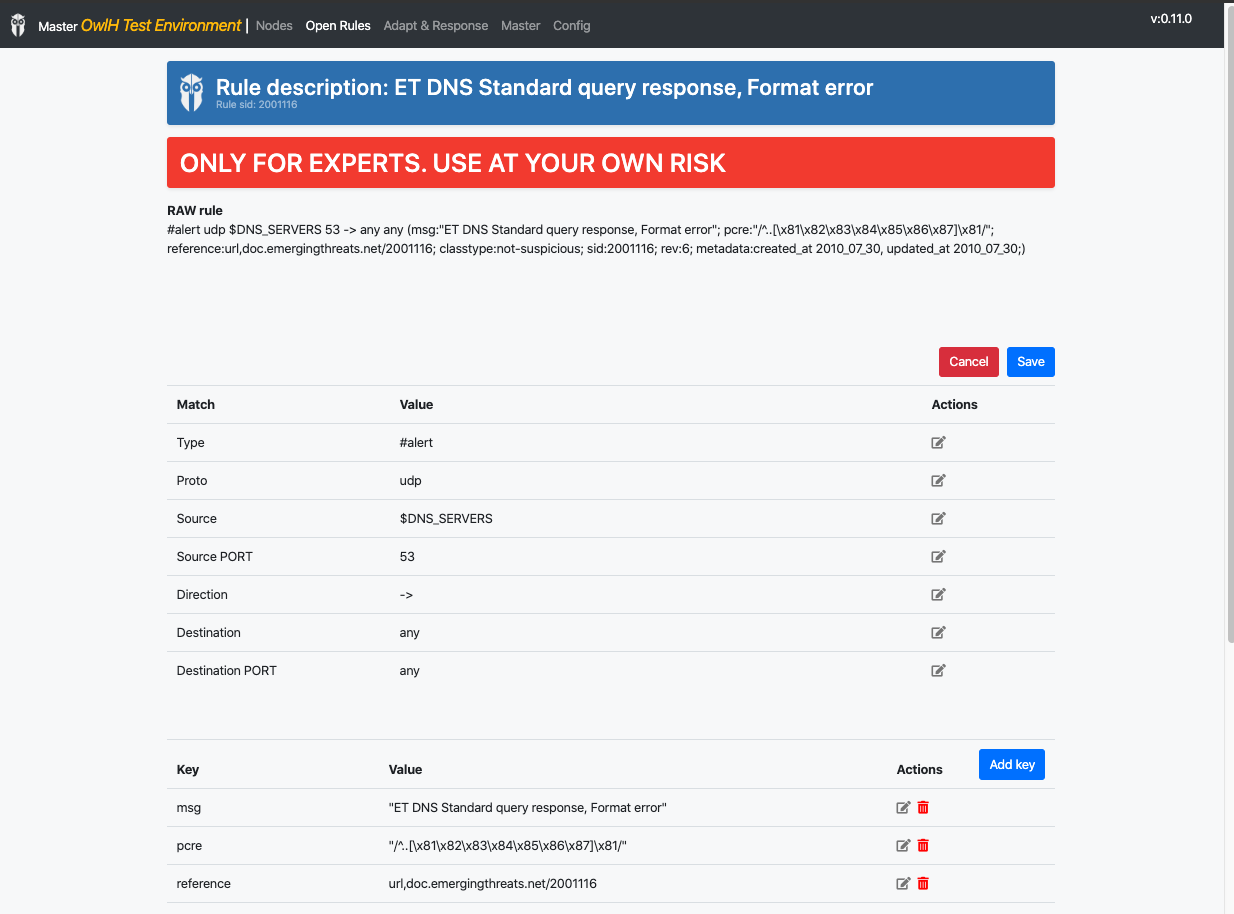 Master OwlH Test Environment | Nodes Open Rules Adapt & Response Master Config v:0.11.0
Rule description: ET DNS Standard query response, Format error
Rule sid: 2001116
ONLY FOR EXPERTS. USE AT YOUR OWN RISK
RAW rule
#alert udp $DNS_SERVERS 53 -> any any (msg:"ET DNS Standard query response, Format error"; pcre:"/^..[\x81\x82\x83\x84\x85\x86\x87]\x81/";
reference:url,doc.emergingthreats.net/2001116; classtype:not-suspicious; sid:2001116; rev:6; metadata:created_at 2010_07_30, updated_at 2010_07_30;)
Cancel Save
Match Value Actions
Type #alert
Proto udp
Source $DNS_SERVERS
Source PORT 53
Direction ->
Destination any
Destination PORT any
Key Value Actions Add key
msg "ET DNS Standard query response, Format error"
pcre "/^..[\x81\x82\x83\x84\x85\x86\x87]\x81/"
reference url,doc.emergingthreats.net/2001116